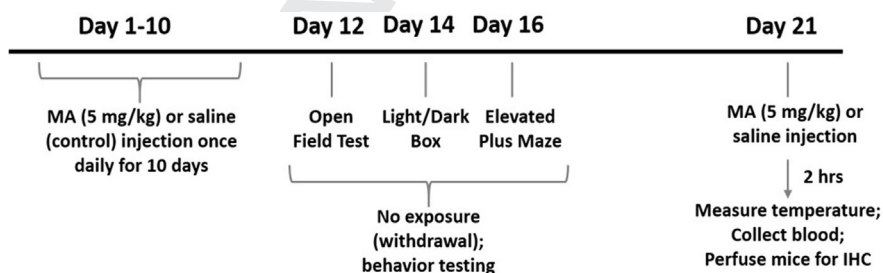 Day 1-10
Day 12
Day 14
Day 16
Day 21
MA (5 mg/kg) or saline
(control) injection once
daily for 10 days
Open
Field Test
Light/Dark
Box
Elevated
Plus Maze
No exposure
(withdrawal);
behavior testing
MA (5 mg/kg) or
saline injection
2 hrs
Measure temperature;
Collect blood;
Perfuse mice for IHC